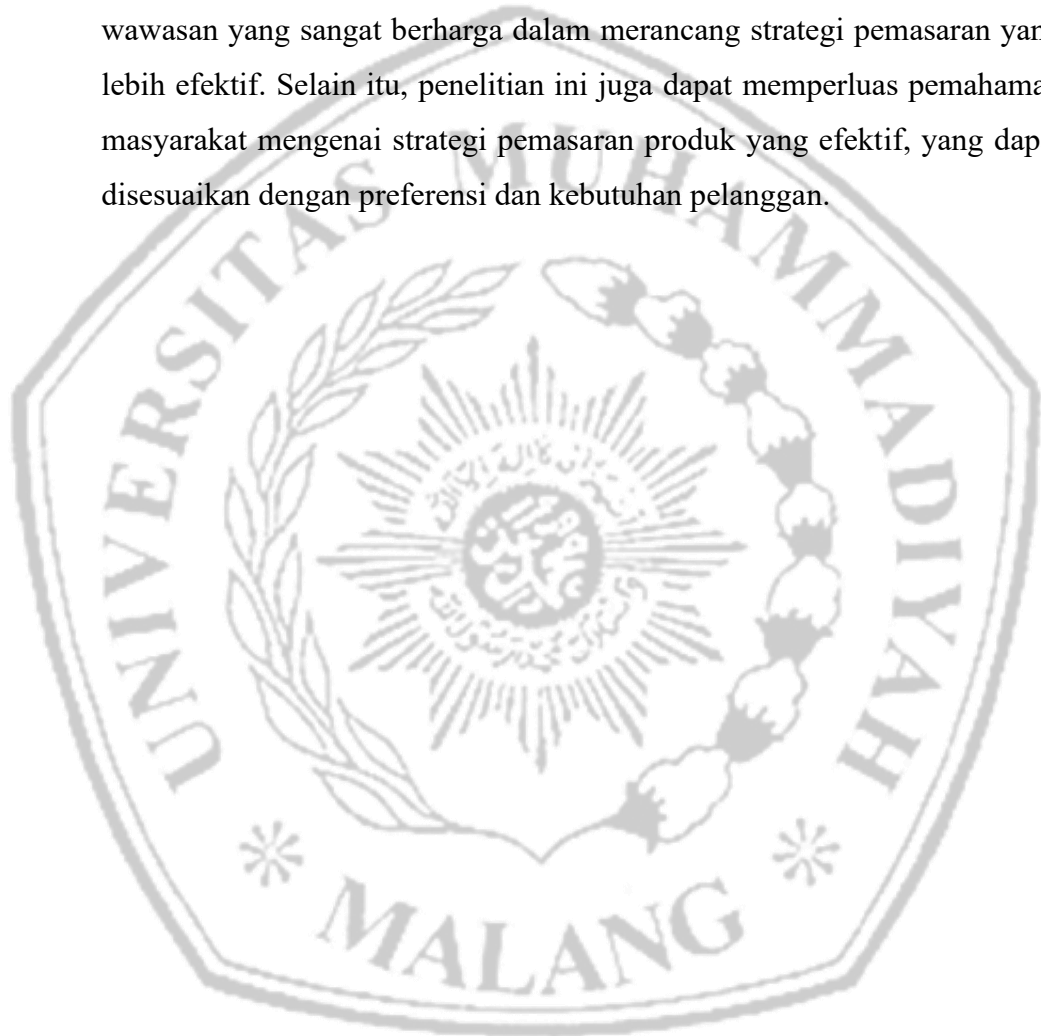 wawasan yang sangat berharga dalam merancang strategi pemasaran yan
lebih efektif. Selain itu, penelitian ini juga dapat memperluas pemahama
masyarakat mengenai strategi pemasaran produk yang efektif, yang dap
disesuaikan dengan preferensi dan kebutuhan pelanggan.
UNIVERSITAS MUHAMMADIYAH
MALANG